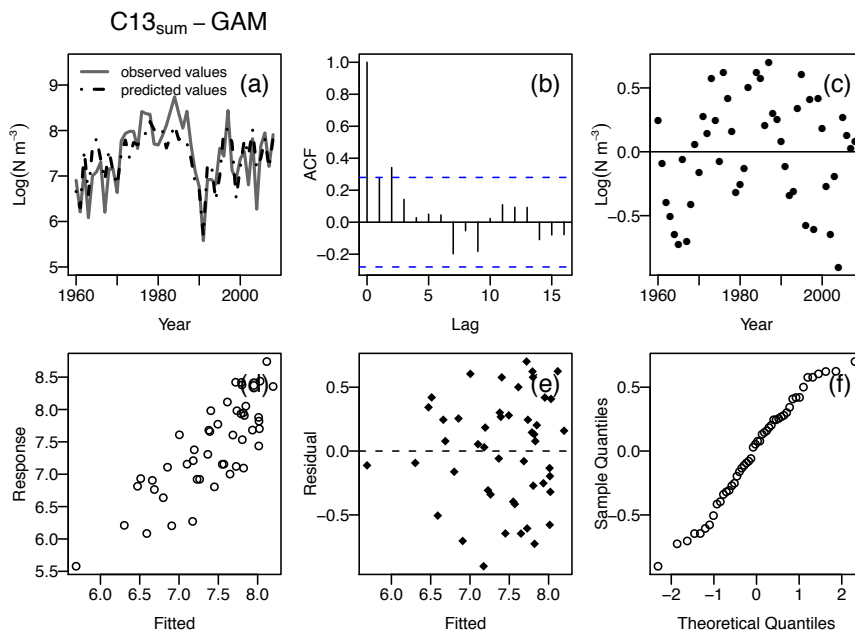 C13sum – GAM
observed values
predicted values
(a)
Log(N m−3)
9
8
7
6
5
1960 1980 2000
Year
(b)
ACF
1.0
0.8
0.6
0.4
0.2
0.0
−0.2
0 5 10 15
Lag
(c)
Log(N m−3)
0.5
0.0
−0.5
1960 1980 2000
Year
(d)
Response
8.5
8.0
7.5
7.0
6.5
6.0
5.5
6.0 6.5 7.0 7.5 8.0
Fitted
(e)
Residual
0.5
0.0
−0.5
6.0 6.5 7.0 7.5 8.0
Fitted
(f)
Sample Quantiles
0.5
0.0
−0.5
−2 −1 0 1 2
Theoretical Quantiles